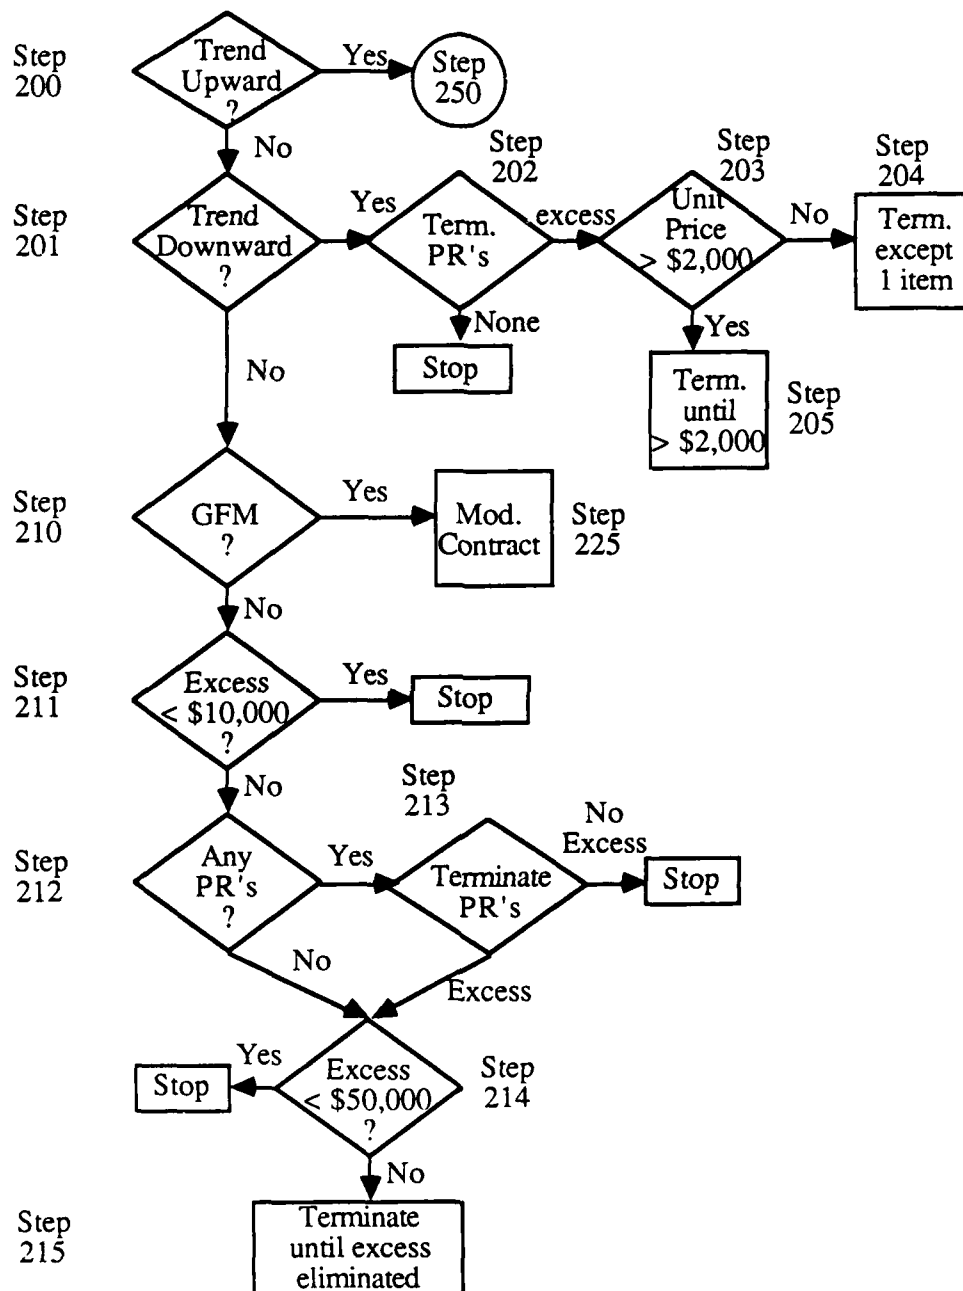 Step
200
Trend
Upward
?
Yes
Step
250
No
Step
201
Trend
Downward
?
Yes
Step
202
Term.
PR's
excess
Step
203
Unit
Price
> $2,000
No
Step
204
Term.
except
1 item
None
Stop
Yes
Term.
until
> $2,000
Step
205
No
Step
210
GFM
?
Yes
Mod.
Contract
Step
225
No
Step
211
Excess
< $10,000
?
Yes
Stop
No
Step
212
Any
PR's
?
Yes
Step
213
Terminate
PR's
No
Excess
Stop
No
Excess
Excess
< $50,000
?
Step
214
Yes
Stop
No
Step
215
Terminate
until excess
eliminated